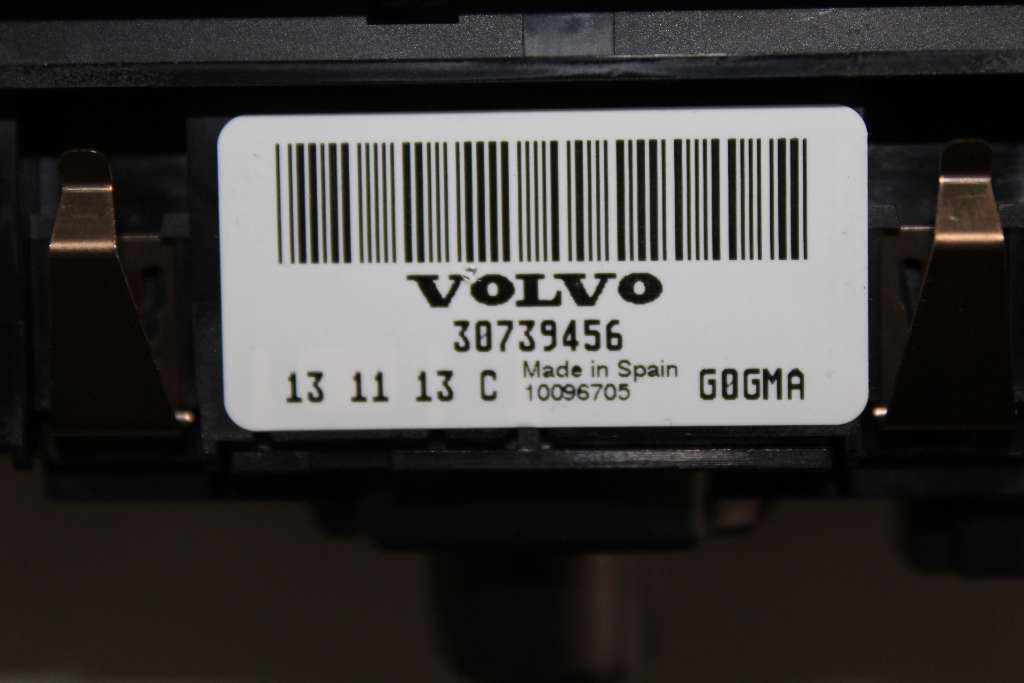 VOLVO
30739456
13 11 13 C
Made in Spain
10096705
G0GMA